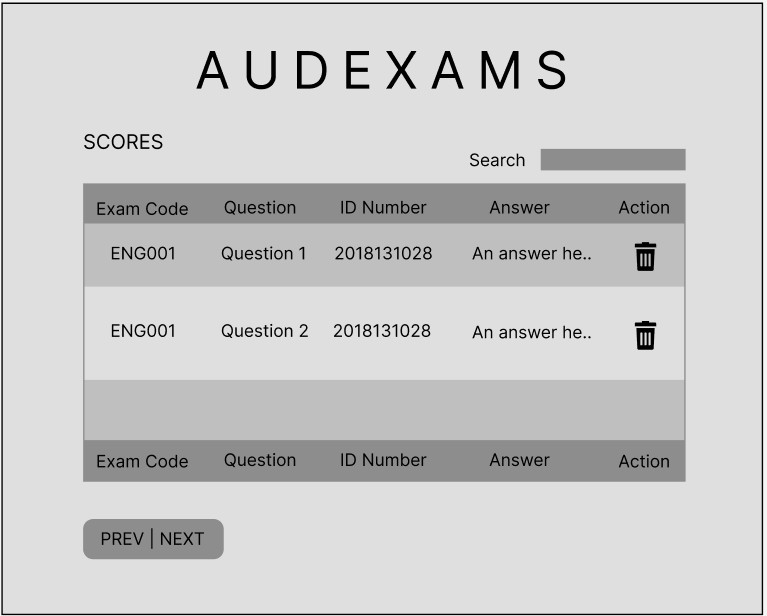 AUDEXAMS
SCORES
Search
Exam Code Question ID Number Answer Action
ENG001 Question 1 2018131028 An answer he..
ENG001 Question 2 2018131028 An answer he..
Exam Code Question ID Number Answer Action
PREV | NEXT